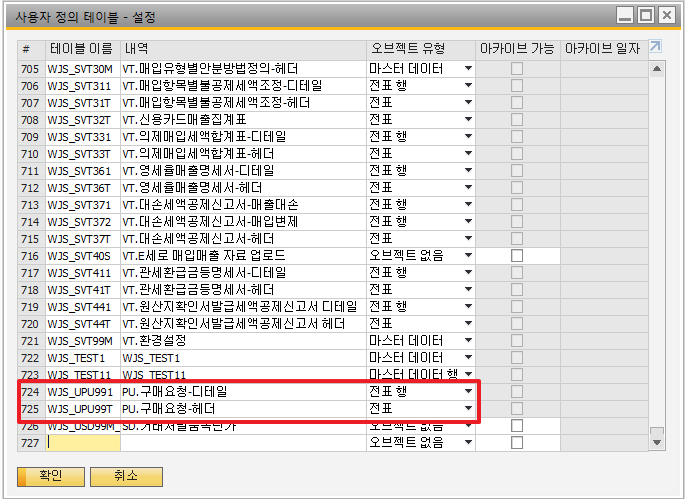 사용자 정의 테이블 - 설정
# 테이블 이름 내역 오브젝트 유형 아카이브 가능 아카이브 일자
705 WJS_SVT30M VT.매입유형별안분방법정의-헤더 마스터 데이터
706 WJS_SVT311 VT.매입항목별불공제세액조정-디테일 전표 행
707 WJS_SVT31T VT.매입항목별불공제세액조정-헤더 전표
708 WJS_SVT32T VT.신용카드매출집계표 전표
709 WJS_SVT331 VT.의제매입세액합계표-디테일 전표 행
710 WJS_SVT33T VT.의제매입세액합계표-헤더 전표
711 WJS_SVT361 VT.영세율매출명세서-디테일 전표 행
712 WJS_SVT36T VT.영세율매출명세서-헤더 전표
713 WJS_SVT371 VT.대손세액공제신고서-매출대손 전표 행
714 WJS_SVT372 VT.대손세액공제신고서-매입변제 전표 행
715 WJS_SVT37T VT.대손세액공제신고서-헤더 전표
716 WJS_SVT40S VT.E세로 매입매출 자료 업로드 오브젝트 없음
717 WJS_SVT411 VT.관세환급금등명세서-디테일 전표 행
718 WJS_SVT41T VT.관세환급금등명세서-헤더 전표
719 WJS_SVT441 VT.원산지확인서발급세액공제신고서 디테일 전표 행
720 WJS_SVT44T VT.원산지확인서발급세액공제신고서 헤더 전표
721 WJS_SVT99M VT.환경설정 마스터 데이터
722 WJS_TEST1 WJS_TEST1 마스터 데이터
723 WJS_TEST11 WJS_TEST11 마스터 데이터 행
724 WJS_UPU991 PU.구매요청-디테일 전표 행
725 WJS_UPU99T PU.구매요청-헤더 전표
726 WJS_USD99M_ SD.거래처별품목단가 오브젝트 없음
727 오브젝트 없음
확인 취소